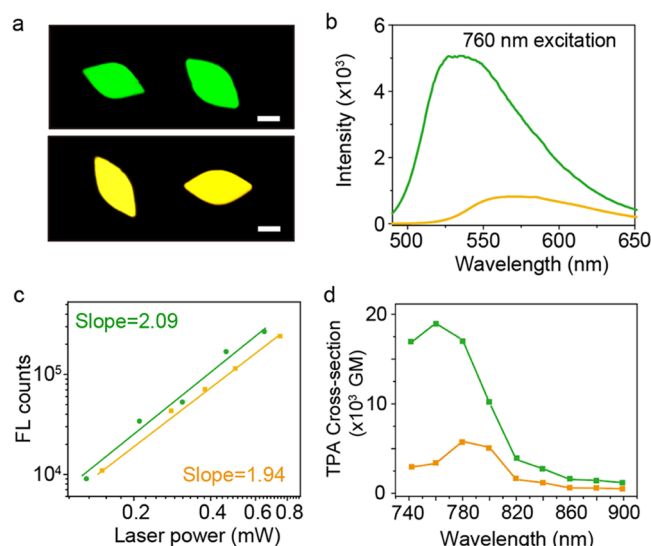 a
b
760 nm excitation
Intensity (x10³)
6
4
2
0
500
550
600
650
Wavelength (nm)
c
Slope=2.09
FL counts
10⁵
10⁴
Slope=1.94
0.2
0.4
0.6
0.8
Laser power (mW)
d
TPA Cross-section
(x10³ GM)
20
15
10
5
0
740
780
820
860
900
Wavelength (nm)